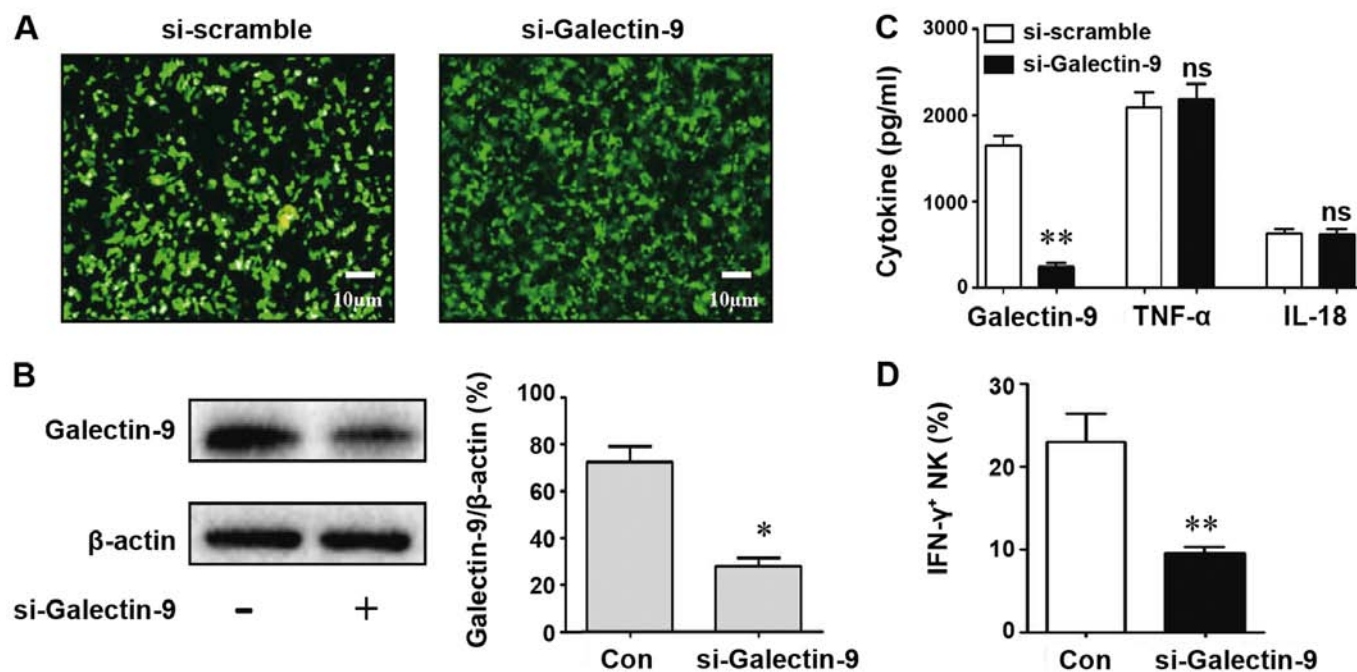 A
si-scramble
si-Galectin-9
10μm
10μm
B
Galectin-9
β-actin
si-Galectin-9
- +
Galectin-9/β-actin (%)
100
80
60
40
20
0
*
Con si-Galectin-9
C
si-scramble
si-Galectin-9
Cytokine (pg/ml)
3000
2000
1000
0
**
ns
ns
Galectin-9 TNF-α IL-18
D
IFN-γ⁺ NK (%)
30
20
10
0
**
Con si-Galectin-9